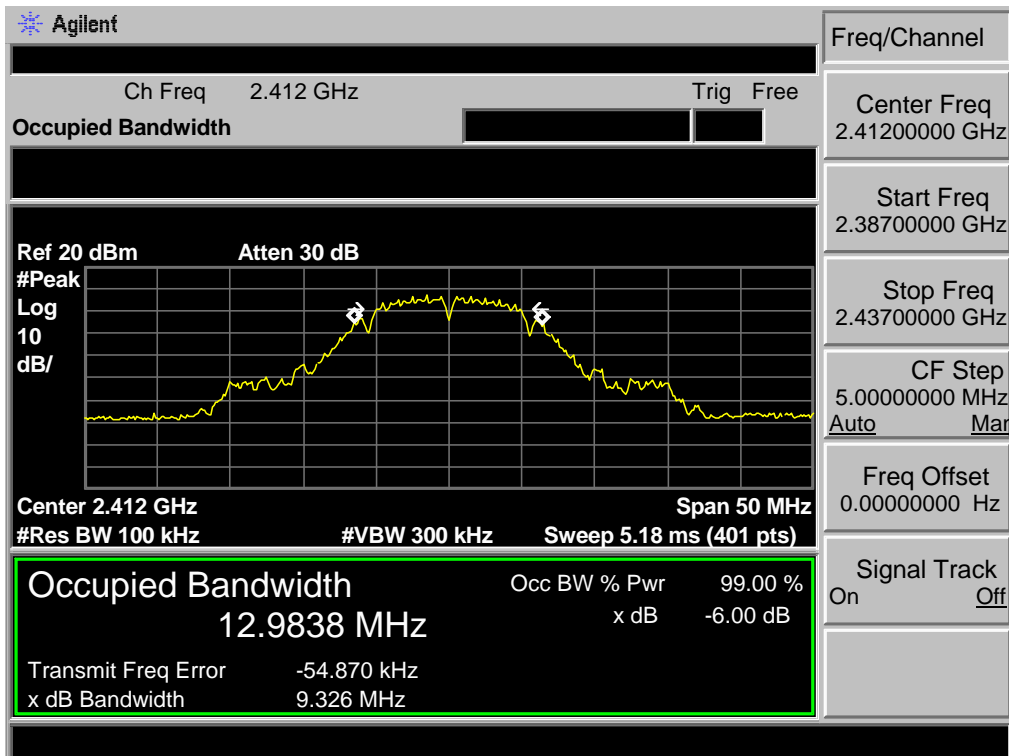 Agilent
Freq/Channel
Ch Freq 2.412 GHz Trig Free
Occupied Bandwidth
Center Freq
2.41200000 GHz
Start Freq
2.38700000 GHz
Stop Freq
2.43700000 GHz
CF Step
5.00000000 MHz
Auto Mar
Freq Offset
0.00000000 Hz
Signal Track
On Off
Ref 20 dBm Atten 30 dB
#Peak
Log
10
dB/
Center 2.412 GHz Span 50 MHz
#Res BW 100 kHz #VBW 300 kHz Sweep 5.18 ms (401 pts)
Occupied Bandwidth
12.9838 MHz
Occ BW % Pwr 99.00 %
x dB -6.00 dB
Transmit Freq Error -54.870 kHz
x dB Bandwidth 9.326 MHz